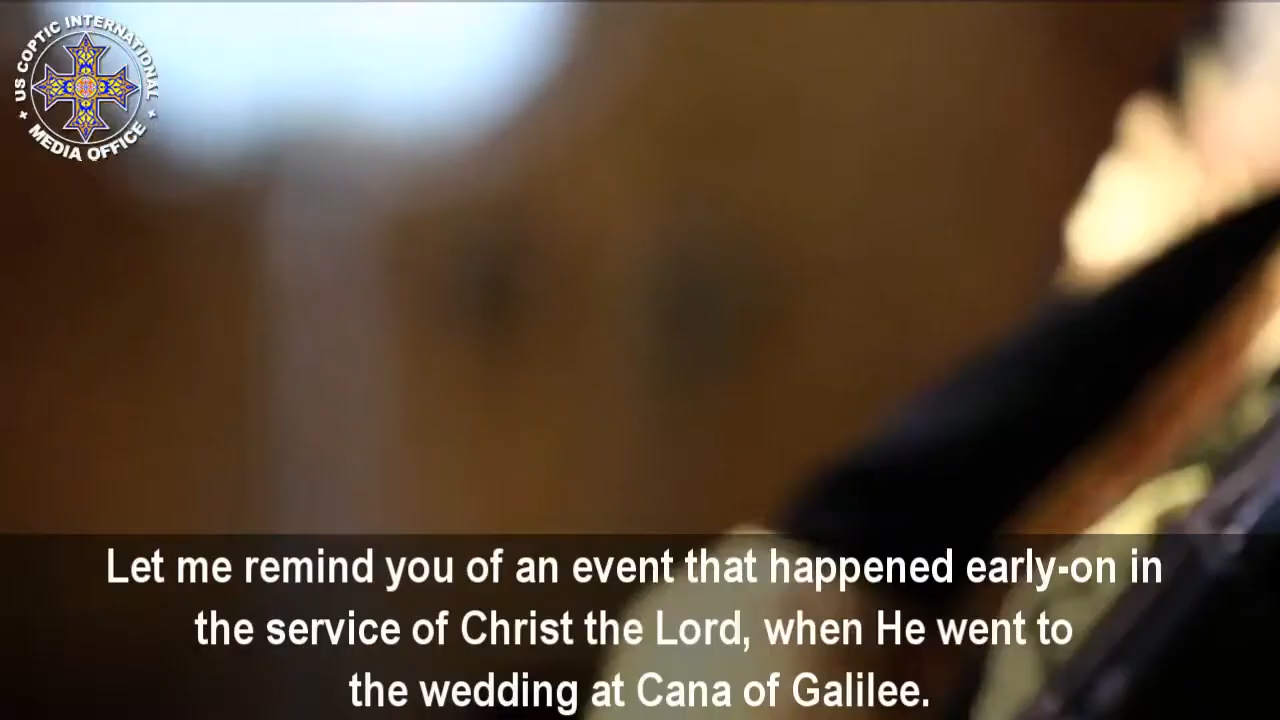 US COPTIC INTERNATIONAL
MEDIA OFFICE
Let me remind you of an event that happened early-on in
the service of Christ the Lord, when He went to
the wedding at Cana of Galilee.